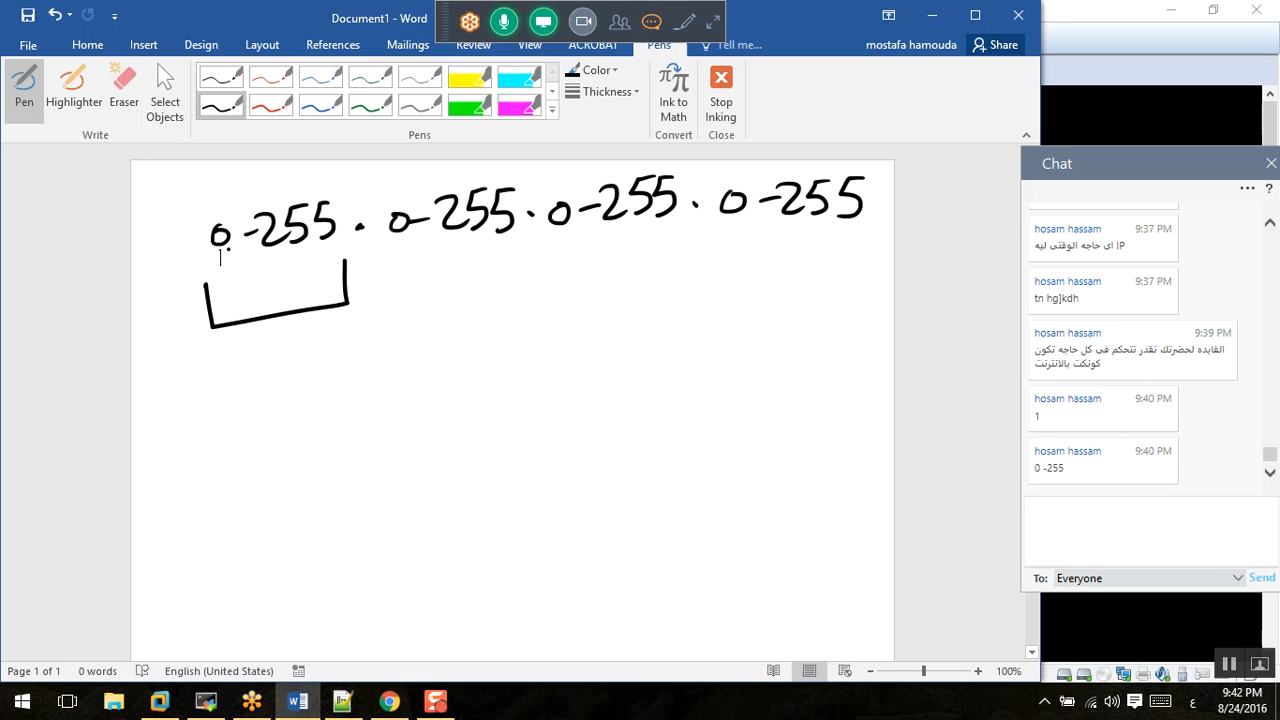 Document1 - Word
File
Home
Insert
Design
Layout
References
Mailings
Review
View
ACROBAT
Pens
Tell me...
mostafa hamouda
Share
Pen
Highlighter
Eraser
Select Objects
Color
Thickness
Ink to Math
Stop Inking
Write
Pens
Convert
Close
0-255 . 0-255 . 0-255 . 0-255
Chat
hosam hassam 9:37 PM
IP اى حاجه الوقتى ليه
hosam hassam 9:37 PM
tn hg]kdh
hosam hassam 9:39 PM
الفايده لحضرتك تقدر تتحكم فى كل حاجه تكون
كونكت بالانترنت
hosam hassam 9:40 PM
1
hosam hassam 9:40 PM
0 -255
To: Everyone Send
Page 1 of 1 0 words English (United States) 100%
ع 9:42 PM
8/24/2016